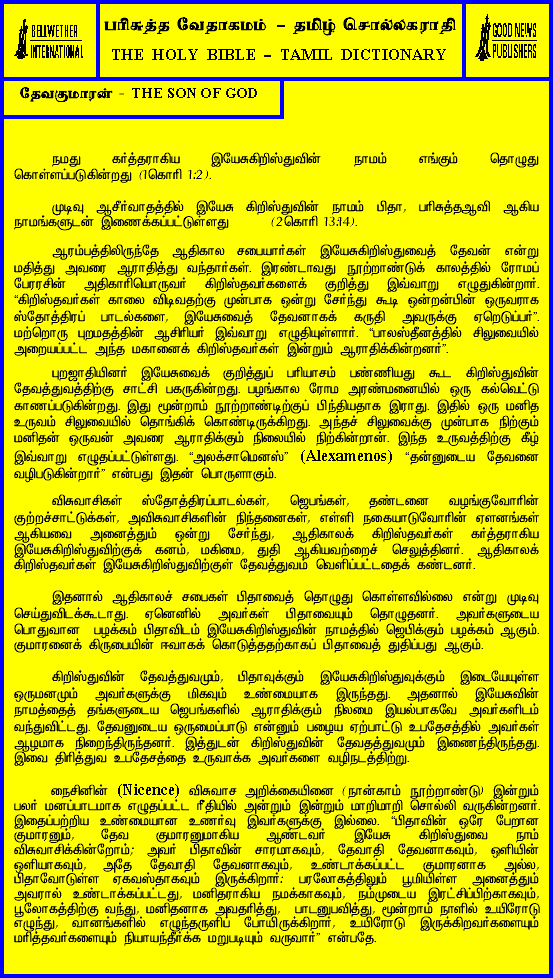 BELLWETHER
INTERNATIONAL
பரிசுத்த வேதாகமம் – தமிழ் சொல்லகராதி
THE HOLY BIBLE – TAMIL DICTIONARY
GOOD NEWS
PUBLISHERS
தேவகுமாரன் - THE SON OF GOD
நமது கர்த்தராகிய இயேசுகிறிஸ்துவின் நாமம் எங்கும் தொழுது
கொள்ளப்படுகின்றது (1கொரி 1:2).
முடிவு ஆசீர்வாதத்தில் இயேசு கிறிஸ்துவின் நாமம் பிதா, பரிசுத்தஆவி ஆகிய
நாமங்களுடன் இணைக்கப்பட்டுள்ளது (2கொரி 13:14).
ஆரம்பத்திலிருந்தே ஆதிகால சபையார்கள் இயேசுகிறிஸ்துவைத் தேவன் என்று
மதித்து அவரை ஆராதித்து வந்தார்கள். இரண்டாவது நூற்றாண்டுக் காலத்தில் ரோமப்
பேரரசின் அதிகாரியொருவர் கிறிஸ்தவர்களைக் குறித்து இவ்வாறு எழுதுகின்றார்.
“கிறிஸ்தவர்கள் காலை விடிவதற்கு முன்பாக ஒன்று சேர்ந்து கூடி ஒன்றன்பின் ஒருவராக
ஸ்தோத்திரப் பாடல்களை, இயேசுவைத் தேவனாகக் கருதி அவருக்கு ஏறெடுப்பர்”.
மற்றொரு புறமதத்தின் ஆசிரியர் இவ்வாறு எழுதியுள்ளார். “பாலஸ்தீனத்தில் சிலுவையில்
அறையப்பட்ட அந்த மகானைக் கிறிஸ்தவர்கள் இன்றும் ஆராதிக்கின்றனர்”.
புறஜாதியினர் இயேசுவைக் குறித்துப் பரியாசம் பண்ணியது கூட கிறிஸ்துவின்
தேவத்துவத்திற்கு சாட்சி பகருகின்றது. பழங்கால ரோம அரண்மனையில் ஒரு கல்வெட்டு
காணப்படுகின்றது. இது மூன்றாம் நூற்றாண்டிற்குப் பிந்தியதாக இராது. இதில் ஒரு மனித
உருவம் சிலுவையில் தொங்கிக் கொண்டிருக்கிறது. அந்தச் சிலுவைக்கு முன்பாக நிற்கும்
மனிதன் ஒருவன் அவரை ஆராதிக்கும் நிலையில் நிற்கின்றான். இந்த உருவத்திற்கு கீழ்
இவ்வாறு எழுதப்பட்டுள்ளது. “அலக்சாமெனஸ்” (Alexamenos) “தன்னுடைய தேவனை
வழிபடுகின்றார்” என்பது இதன் பொருளாகும்.
விசுவாசிகள் ஸ்தோத்திரப்பாடல்கள், ஜெபங்கள், தண்டனை வழங்குவோரின்
குற்றச்சாட்டுக்கள், அவிசுவாசிகளின் நிந்தனைகள், எள்ளி நகையாடுவோரின் ஏளனங்கள்
ஆகியவை அனைத்தும் ஒன்று சேர்ந்து, ஆதிகாலக் கிறிஸ்தவர்கள் கர்த்தராகிய
இயேசுகிறிஸ்துவிற்குக் கனம், மகிமை, துதி ஆகியவற்றைச் செலுத்தினர். ஆதிகாலக்
கிறிஸ்தவர்கள் இயேசுகிறிஸ்துவிற்குள் தேவத்துவம் வெளிப்பட்டதைக் கண்டனர்.
இதனால் ஆதிகாலச் சபைகள் பிதாவைத் தொழுது கொள்ளவில்லை என்று முடிவு
செய்துவிடக்கூடாது. ஏனெனில் அவர்கள் பிதாவையும் தொழுதனர். அவர்களுடைய
பொதுவான பழக்கம் பிதாவிடம் இயேசுகிறிஸ்துவின் நாமத்தில் ஜெபிக்கும் பழக்கம் ஆகும்.
குமாரனைக் கிருபையின் ஈவாகக் கொடுத்ததற்காகப் பிதாவைத் துதிப்பது ஆகும்.
கிறிஸ்துவின் தேவத்துவமும், பிதாவுக்கும் இயேசுகிறிஸ்துவுக்கும் இடையேயுள்ள
ஒருமனமும் அவர்களுக்கு மிகவும் உண்மையாக இருந்தது. அதனால் இயேசுவின்
நாமத்தைத் தங்களுடைய ஜெபங்களில் ஆராதிக்கும் நிலமை இயல்பாகவே அவர்களிடம்
வந்துவிட்டது. தேவனுடைய ஒருமைப்பாடு என்னும் பழைய ஏற்பாட்டு உபதேசத்தில் அவர்கள்
ஆழமாக நிறைந்திருந்தனர். இத்துடன் கிறிஸ்துவின் தேவதத்துவமும் இணைந்திருந்தது.
இவை திரித்துவ உபதேசத்தை உருவாக்க அவர்களை வழிநடத்திற்று.
நைசினின் (Nicence) விசுவாச அறிக்கையினை (நான்காம் நூற்றாண்டு) இன்றும்
பலர் மனப்பாடமாக எழுதப்பட்ட ரீதியில் அன்றும் இன்றும் மாறிமாறி சொல்லி வருகின்றனர்.
இதைப்பற்றிய உண்மையான உணர்வு இவர்களுக்கு இல்லை. “பிதாவின் ஒரே பேறான
குமாரனும், தேவ குமாரனுமாகிய ஆண்டவர் இயேசு கிறிஸ்துவை நாம்
விசுவாசிக்கின்றோம்; அவர் பிதாவின் சாரமாகவும், தேவாதி தேவனாகவும், ஒளியின்
ஒளியாகவும், அதே தேவாதி தேவனாகவும், உண்டாக்கப்பட்ட குமாரனாக அல்ல,
பிதாவோடுள்ள ஏகவஸ்தாகவும் இருக்கிறார்: பரலோகத்திலும் பூமியிள்ள அனைத்தும்
அவரால் உண்டாக்கப்பட்டது, மனிதராகிய நமக்காகவும், நம்முடைய இரட்சிப்பிற்காகவும்,
பூலோகத்திற்கு வந்து, மனிதனாக அவதரித்து, பாடனுபவித்து, மூன்றாம் நாளில் உயிரோடு
எழுந்து, வானங்களில் எழுந்தருளிப் போயிருக்கிறார், உயிரோடு இருக்கிறவர்களையும்
மரித்தவர்களையும் நியாயந்தீர்க்க மறுபடியும் வருவார்” என்பதே.